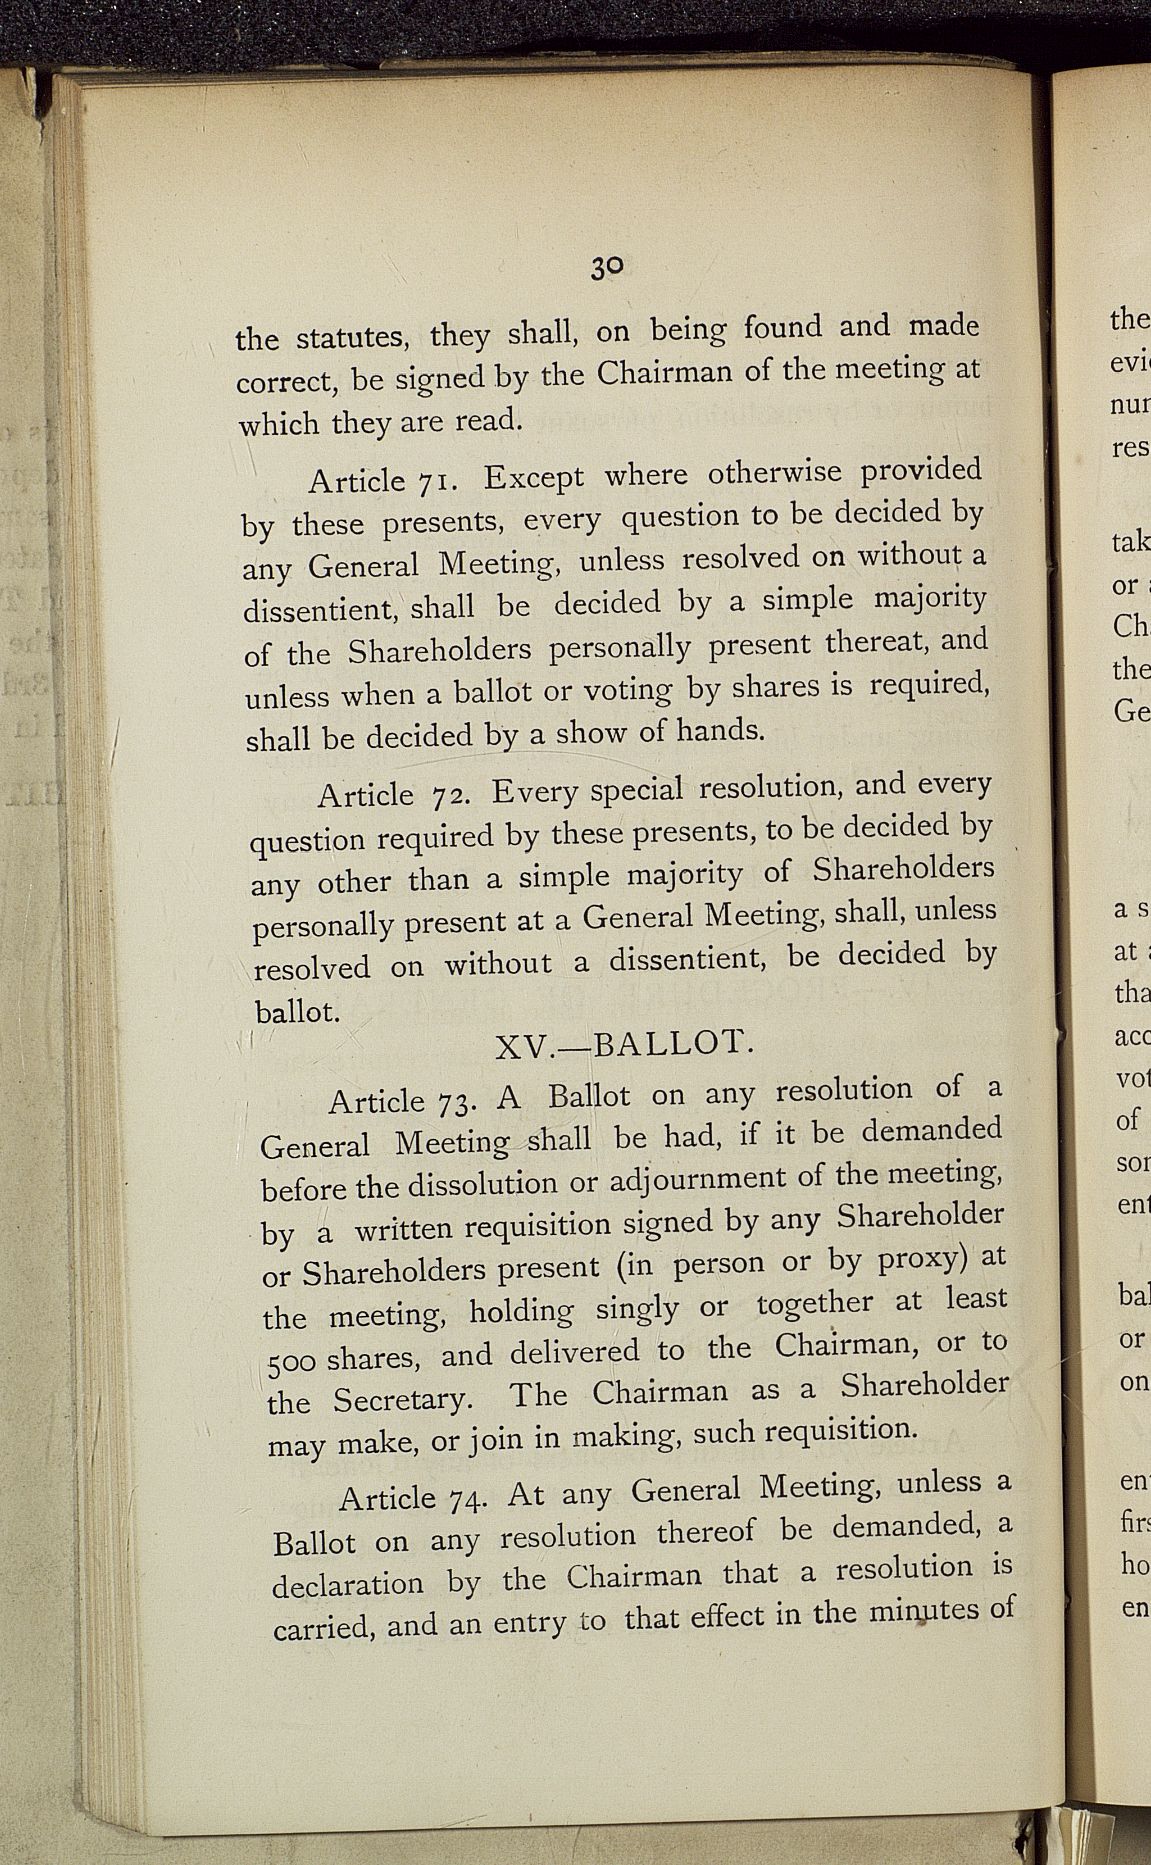 30
the statutes, they shall, on being found and made
correct, be signed by the Chairman of the meeting at
which they are read.
Article 71. Except where otherwise provided
by these presents, every question to be decided by
any General Meeting, unless resolved on without a
dissentient, shall be decided by a simple majority
of the Shareholders personally present thereat, and
unless when a ballot or voting by shares is required,
shall be decided by a show of hands.
Article 72. Every special resolution, and every
question required by these presents, to be decided by
any other than a simple majority of Shareholders
personally present at a General Meeting, shall, unless
resolved on without a dissentient, be decided by
ballot.
XV.—BALLOT.
Article 73. A Ballot on any resolution of a
General Meeting shall be had, if it be demanded
before the dissolution or adjournment of the meeting,
by a written requisition signed by any Shareholder
or Shareholders present (in person or by proxy) at
the meeting, holding singly or together at least
500 shares, and delivered to the Chairman, or to
the Secretary. The Chairman as a Shareholder
may make, or join in making, such requisition.
Article 74. At any General Meeting, unless a
Ballot on any resolution thereof be demanded, a
declaration by the Chairman that a resolution is
carried, and an entry to that effect in the minutes of